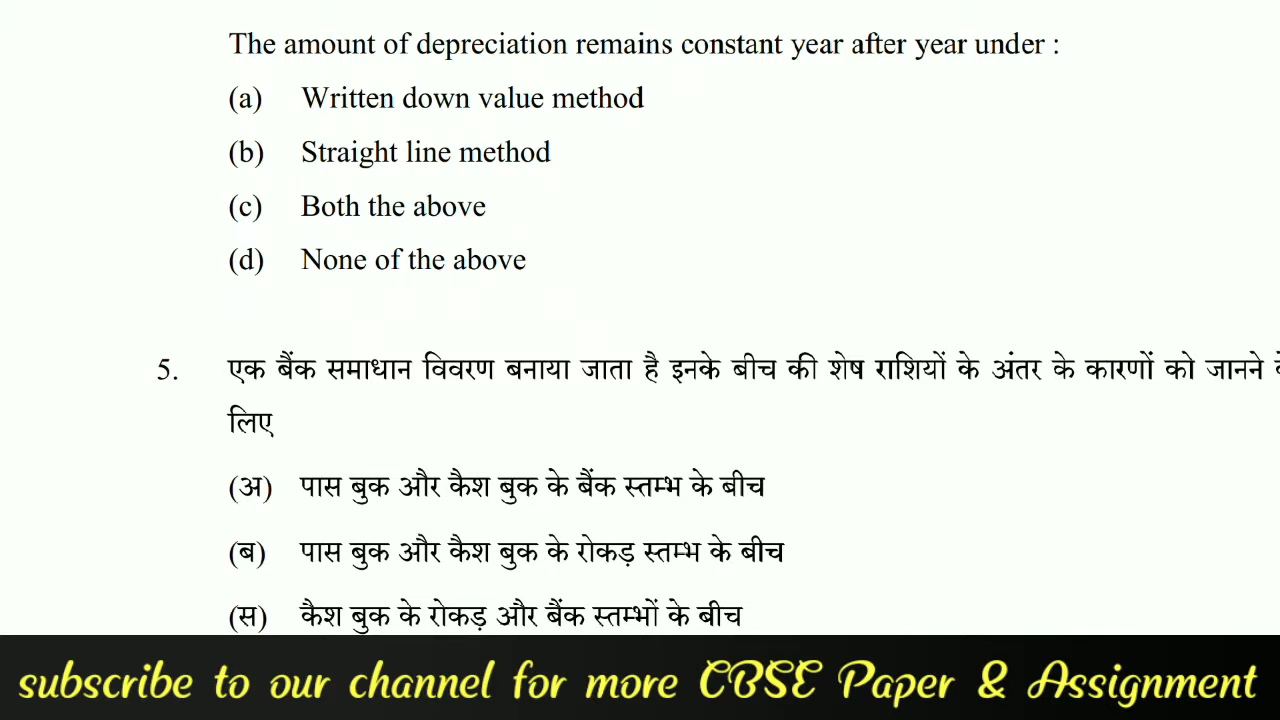 The amount of depreciation remains constant year after year under :
(a) Written down value method
(b) Straight line method
(c) Both the above
(d) None of the above
5. एक बैंक समाधान विवरण बनाया जाता है इनके बीच की शेष राशियों के अंतर के कारणों को जानने
लिए
(अ) पास बुक और कैश बुक के बैंक स्तम्भ के बीच
(ब) पास बुक और कैश बुक के रोकड़ स्तम्भ के बीच
(स) कैश बुक के रोकड़ और बैंक स्तम्भों के बीच
subscribe to our channel for more CBSE Paper & Assignment